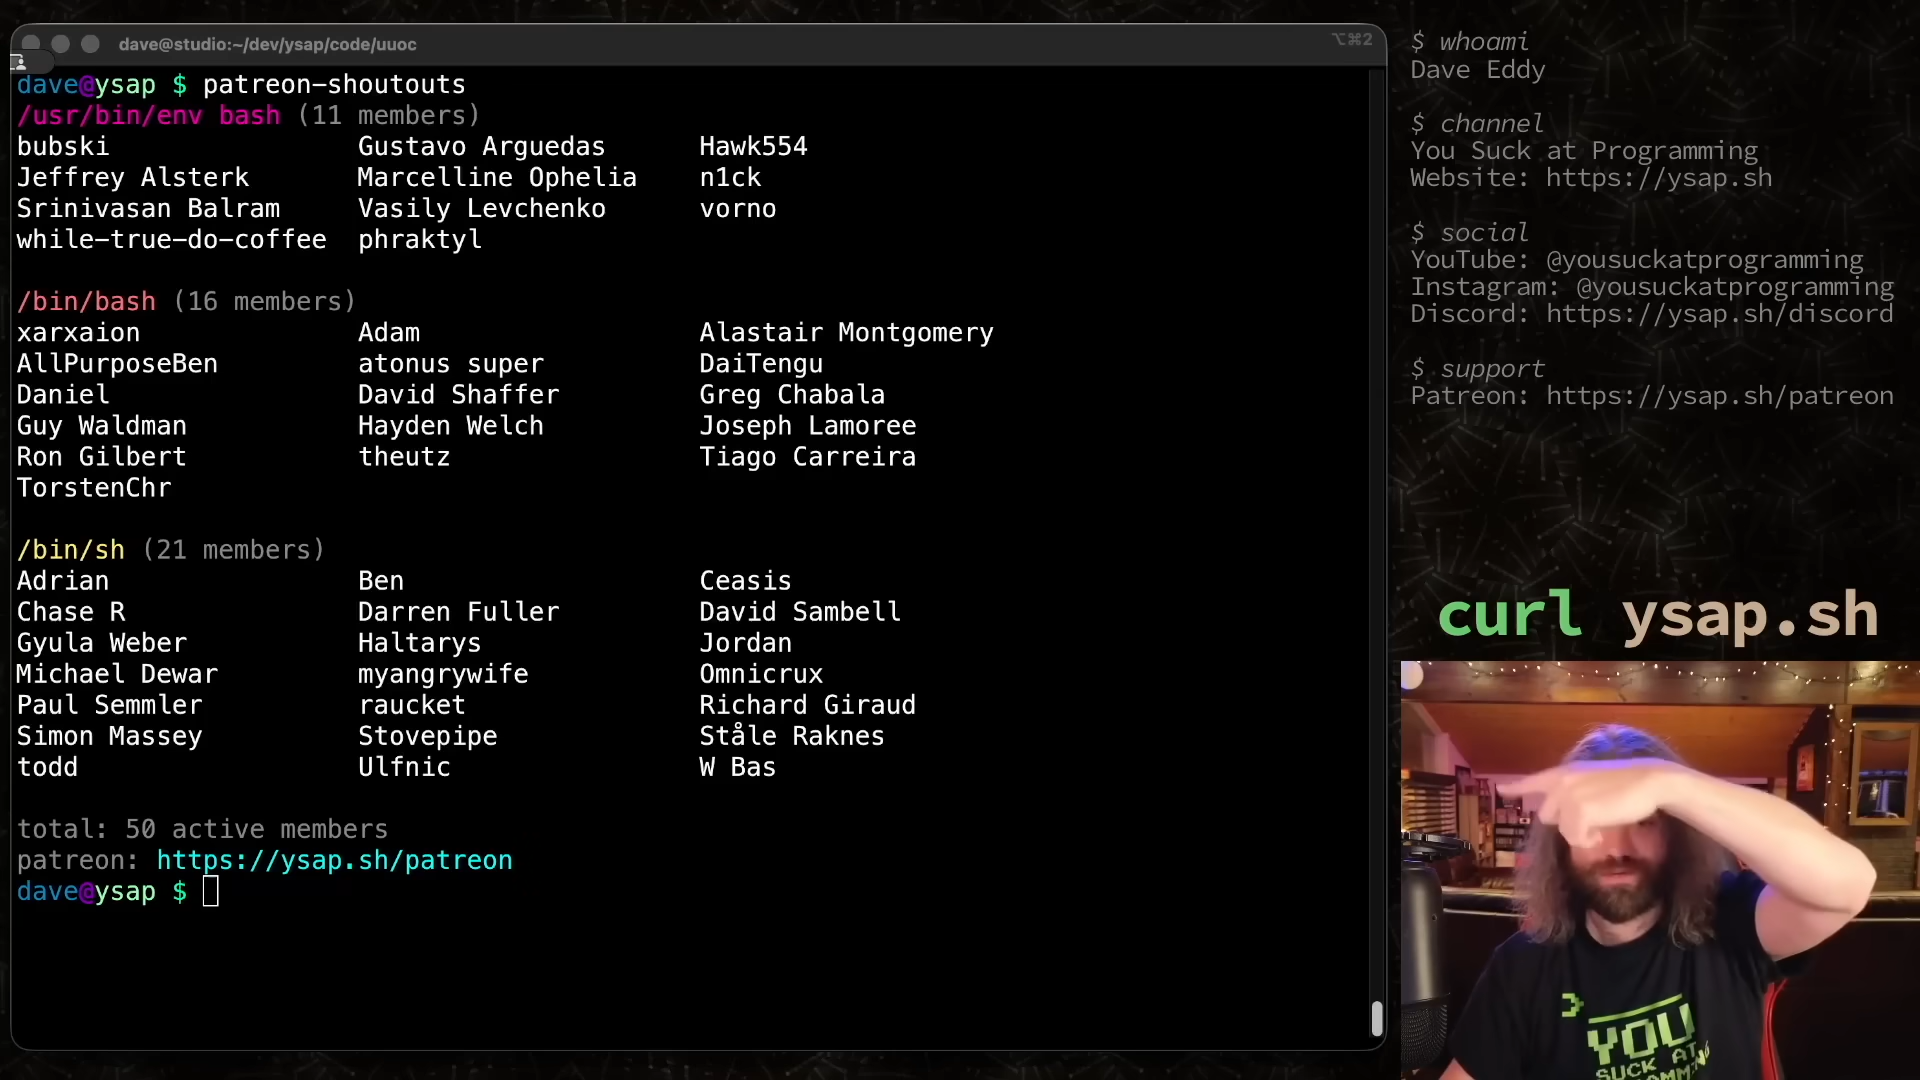 dave@studio:~/dev/ysap/code/uuoc
⌥⌘2
dave@ysap $ patreon-shoutouts
/usr/bin/env bash (11 members)
bubski Gustavo Arguedas Hawk554
Jeffrey Alsterk Marcelline Ophelia n1ck
Srinivasan Balram Vasily Levchenko vorno
while-true-do-coffee phraktyl
/bin/bash (16 members)
xarxaion Adam Alastair Montgomery
AllPurposeBen atonus super DaiTengu
Daniel David Shaffer Greg Chabala
Guy Waldman Hayden Welch Joseph Lamoree
Ron Gilbert theutz Tiago Carreira
TorstenChr
/bin/sh (21 members)
Adrian Ben Ceasis
Chase R Darren Fuller David Sambell
Gyula Weber Haltarys Jordan
Michael Dewar myangrywife Omnicrux
Paul Semmler raucket Richard Giraud
Simon Massey Stovepipe Ståle Raknes
todd Ulfnic W Bas
total: 50 active members
patreon: https://ysap.sh/patreon
dave@ysap $
$ whoami
Dave Eddy
$ channel
You Suck at Programming
Website: https://ysap.sh
$ social
YouTube: @yousuckatprogramming
Instagram: @yousuckatprogramming
Discord: https://ysap.sh/discord
$ support
Patreon: https://ysap.sh/patreon
curl ysap.sh
YOU
SUCK AT